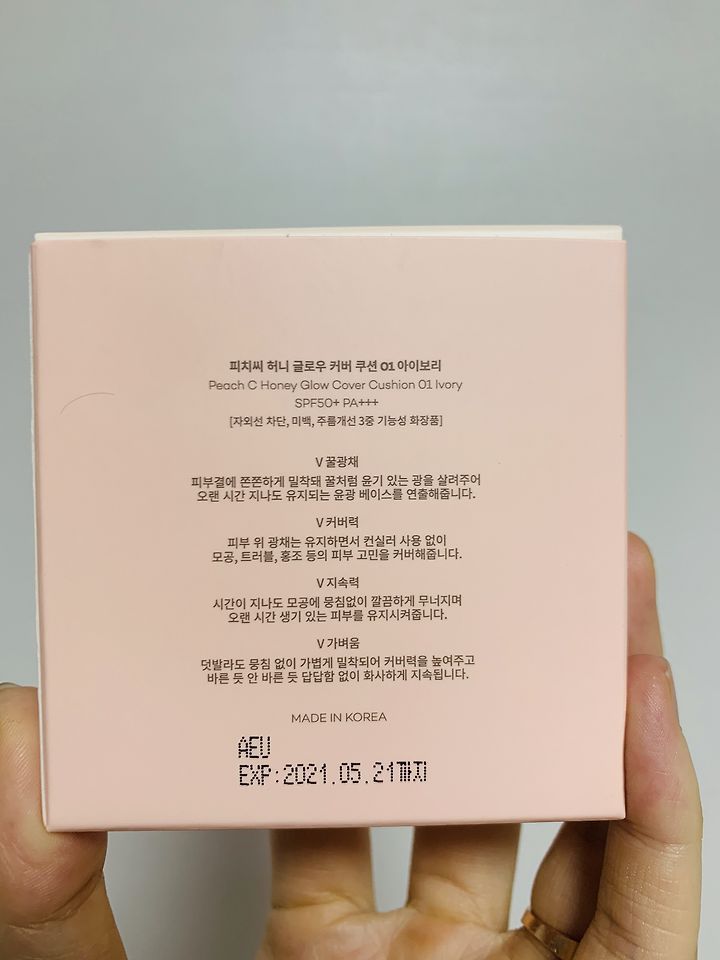 피치씨 허니 글로우 커버 쿠션 01 아이보리
Peach C Honey Glow Cover Cushion 01 Ivory
SPF50+ PA+++
[자외선 차단, 미백, 주름개선 3중 기능성 화장품]
V 꿀광채
피부결에 쫀쫀하게 밀착돼 꿀처럼 윤기 있는 광을 살려주어
오랜 시간 지나도 유지되는 윤광 베이스를 연출해줍니다.
V 커버력
피부 위 광채는 유지하면서 컨실러 사용 없이
모공, 트러블, 홍조 등의 피부 고민을 커버해줍니다.
V 지속력
시간이 지나도 모공에 뭉침없이 깔끔하게 무너지며
오랜 시간 생기 있는 피부를 유지시켜줍니다.
V 가벼움
덧발라도 뭉침 없이 가볍게 밀착되어 커버력을 높여주고
바른 듯 안 바른 듯 답답함 없이 화사하게 지속됩니다.
MADE IN KOREA
AEU
EXP:2021.05.21까지